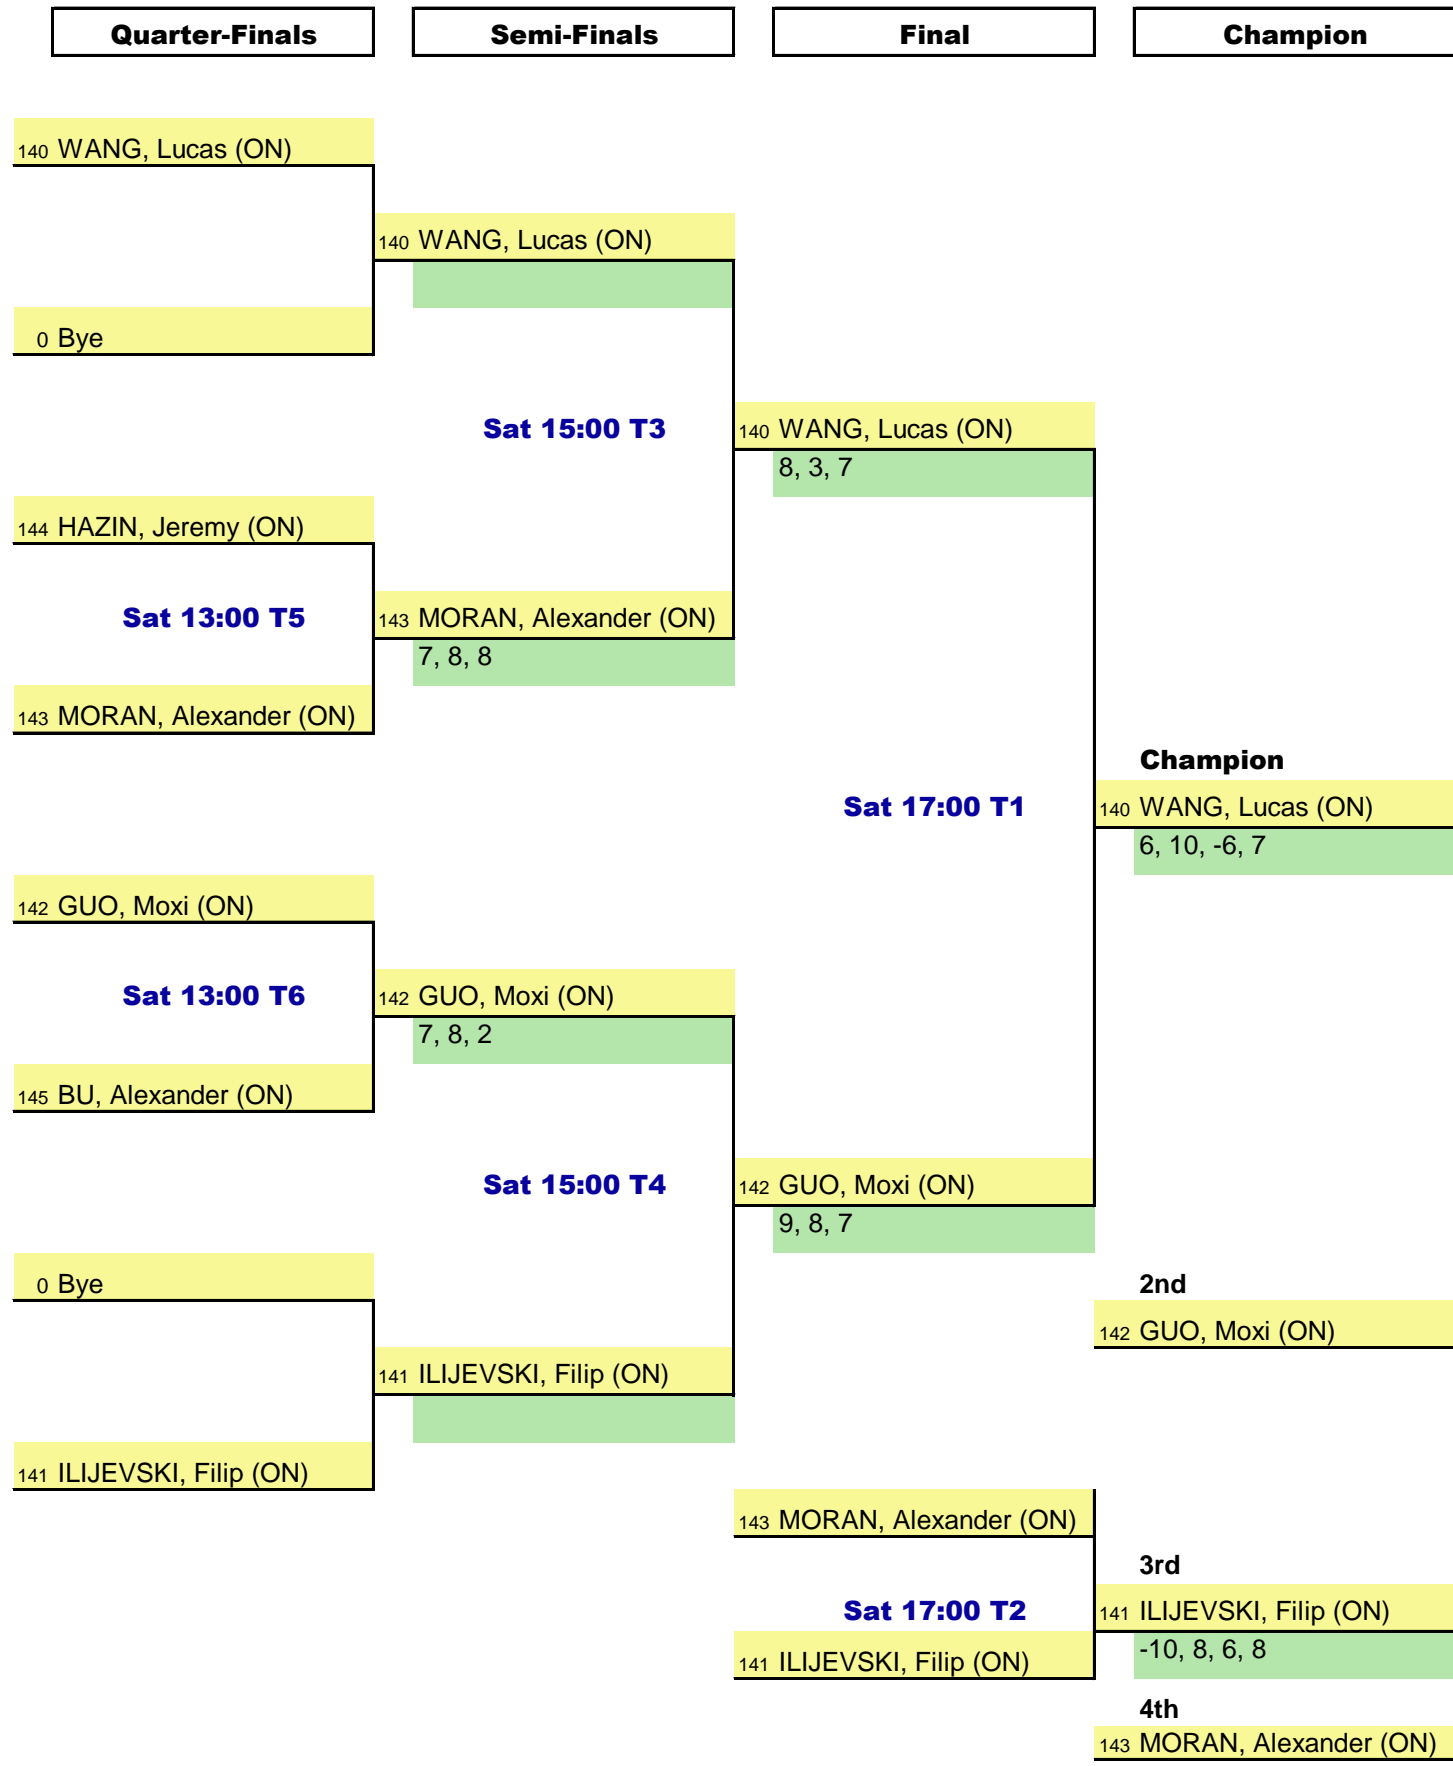 Quarter-Finals Semi-Finals Final Champion
140 WANG, Lucas (ON)
140 WANG, Lucas (ON)
0 Bye
Sat 15:00 T3
140 WANG, Lucas (ON)
8, 3, 7
144 HAZIN, Jeremy (ON)
Sat 13:00 T5
143 MORAN, Alexander (ON)
7, 8, 8
143 MORAN, Alexander (ON)
Champion
Sat 17:00 T1
140 WANG, Lucas (ON)
6, 10, -6, 7
142 GUO, Moxi (ON)
Sat 13:00 T6
142 GUO, Moxi (ON)
7, 8, 2
145 BU, Alexander (ON)
Sat 15:00 T4
142 GUO, Moxi (ON)
9, 8, 7
0 Bye
2nd
142 GUO, Moxi (ON)
141 ILIJEVSKI, Filip (ON)
141 ILIJEVSKI, Filip (ON)
143 MORAN, Alexander (ON)
3rd
Sat 17:00 T2
141 ILIJEVSKI, Filip (ON)
-10, 8, 6, 8
141 ILIJEVSKI, Filip (ON)
4th
143 MORAN, Alexander (ON)